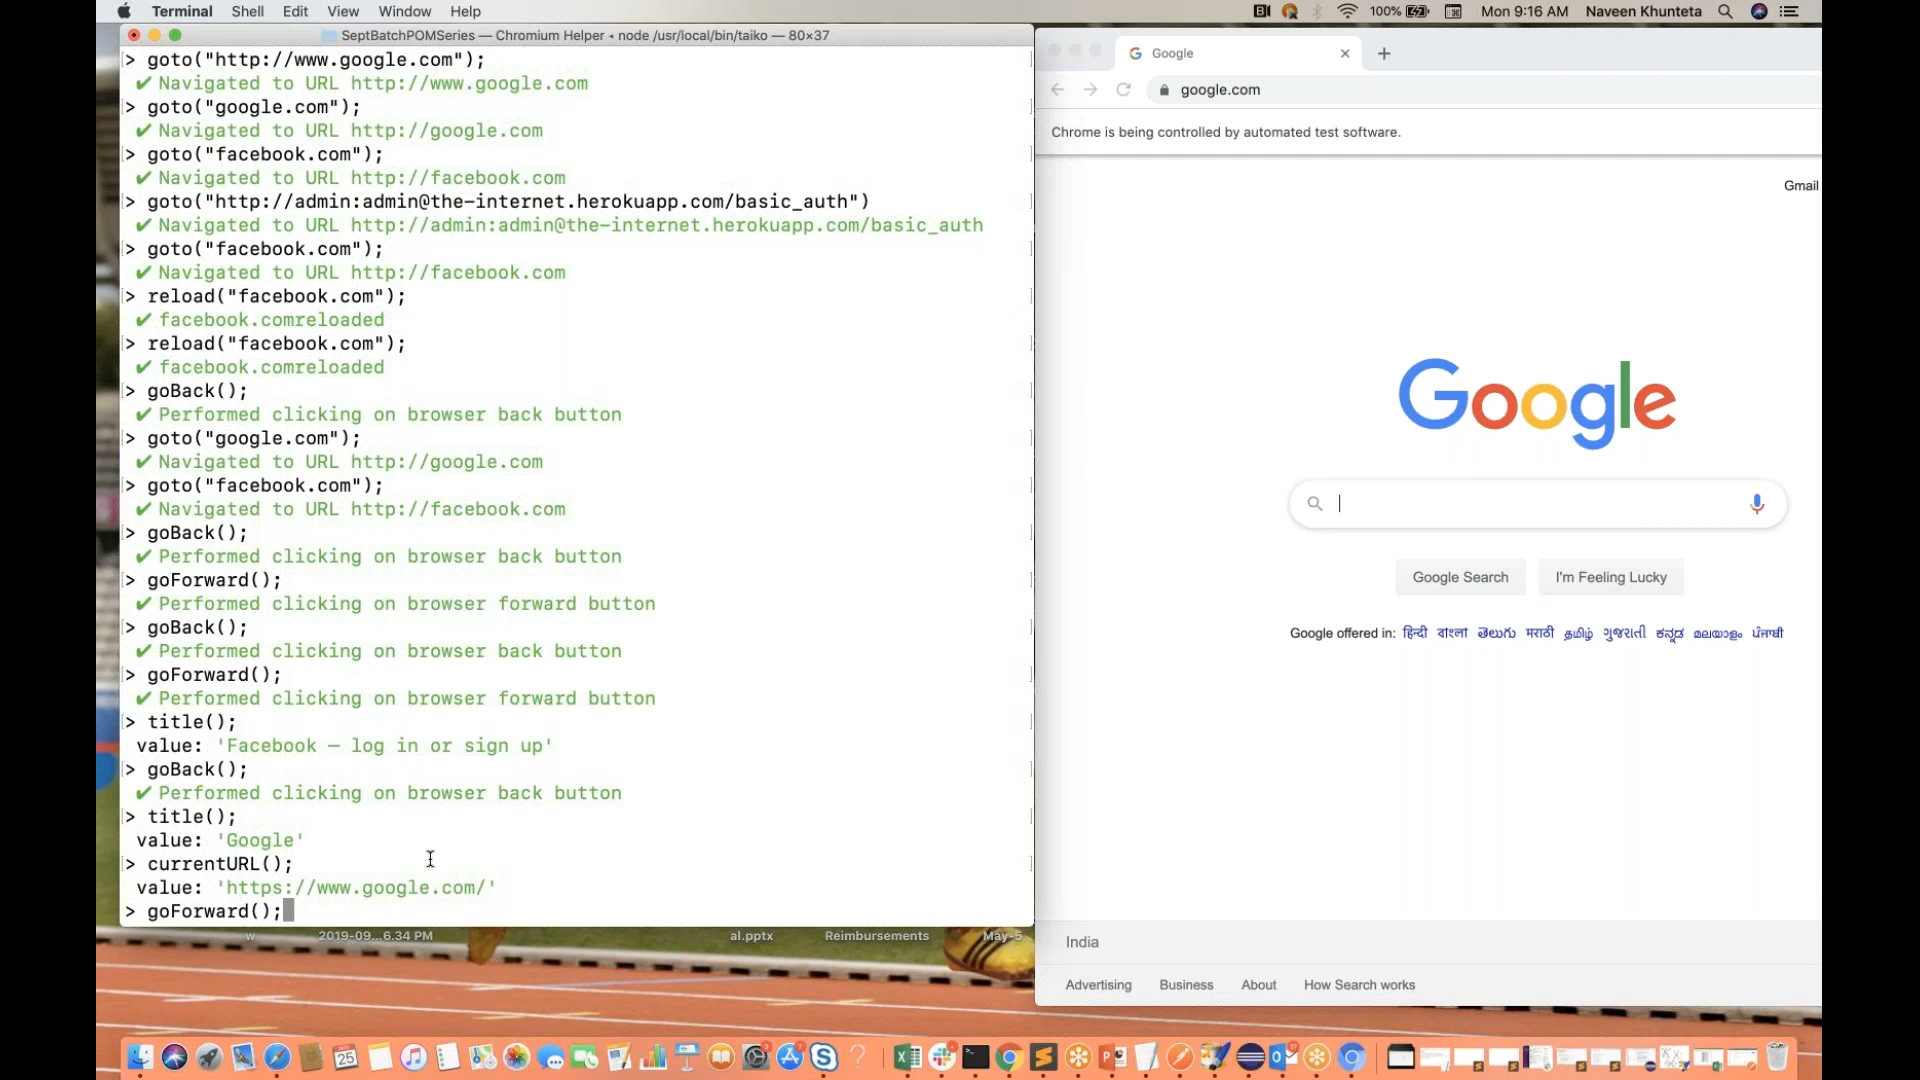 Terminal Shell Edit View Window Help 100% Mon 9:16 AM Naveen Khunteta
SeptBatchPOMSeries — Chromium Helper ◂ node /usr/local/bin/taiko — 80×37
> goto("http://www.google.com");
✔ Navigated to URL http://www.google.com
> goto("google.com");
✔ Navigated to URL http://google.com
> goto("facebook.com");
✔ Navigated to URL http://facebook.com
> goto("http://admin:admin@the-internet.herokuapp.com/basic_auth")
✔ Navigated to URL http://admin:admin@the-internet.herokuapp.com/basic_auth
> goto("facebook.com");
✔ Navigated to URL http://facebook.com
> reload("facebook.com");
✔ facebook.comreloaded
> reload("facebook.com");
✔ facebook.comreloaded
> goBack();
✔ Performed clicking on browser back button
> goto("google.com");
✔ Navigated to URL http://google.com
> goto("facebook.com");
✔ Navigated to URL http://facebook.com
> goBack();
✔ Performed clicking on browser back button
> goForward();
✔ Performed clicking on browser forward button
> goBack();
✔ Performed clicking on browser back button
> goForward();
✔ Performed clicking on browser forward button
> title();
value: 'Facebook – log in or sign up'
> goBack();
✔ Performed clicking on browser back button
> title();
value: 'Google'
> currentURL();
value: 'https://www.google.com/'
> goForward();
w 2019-09...6.34 PM al.pptx Reimbursements May-5
Google
google.com
Chrome is being controlled by automated test software.
Gmail
Google
Google Search I'm Feeling Lucky
Google offered in: हिन्दी বাংলা తెలుగు मराठी தமிழ் ગુજરાતી ಕನ್ನಡ മലയാളം ਪੰਜਾਬੀ
India
Advertising Business About How Search works
25